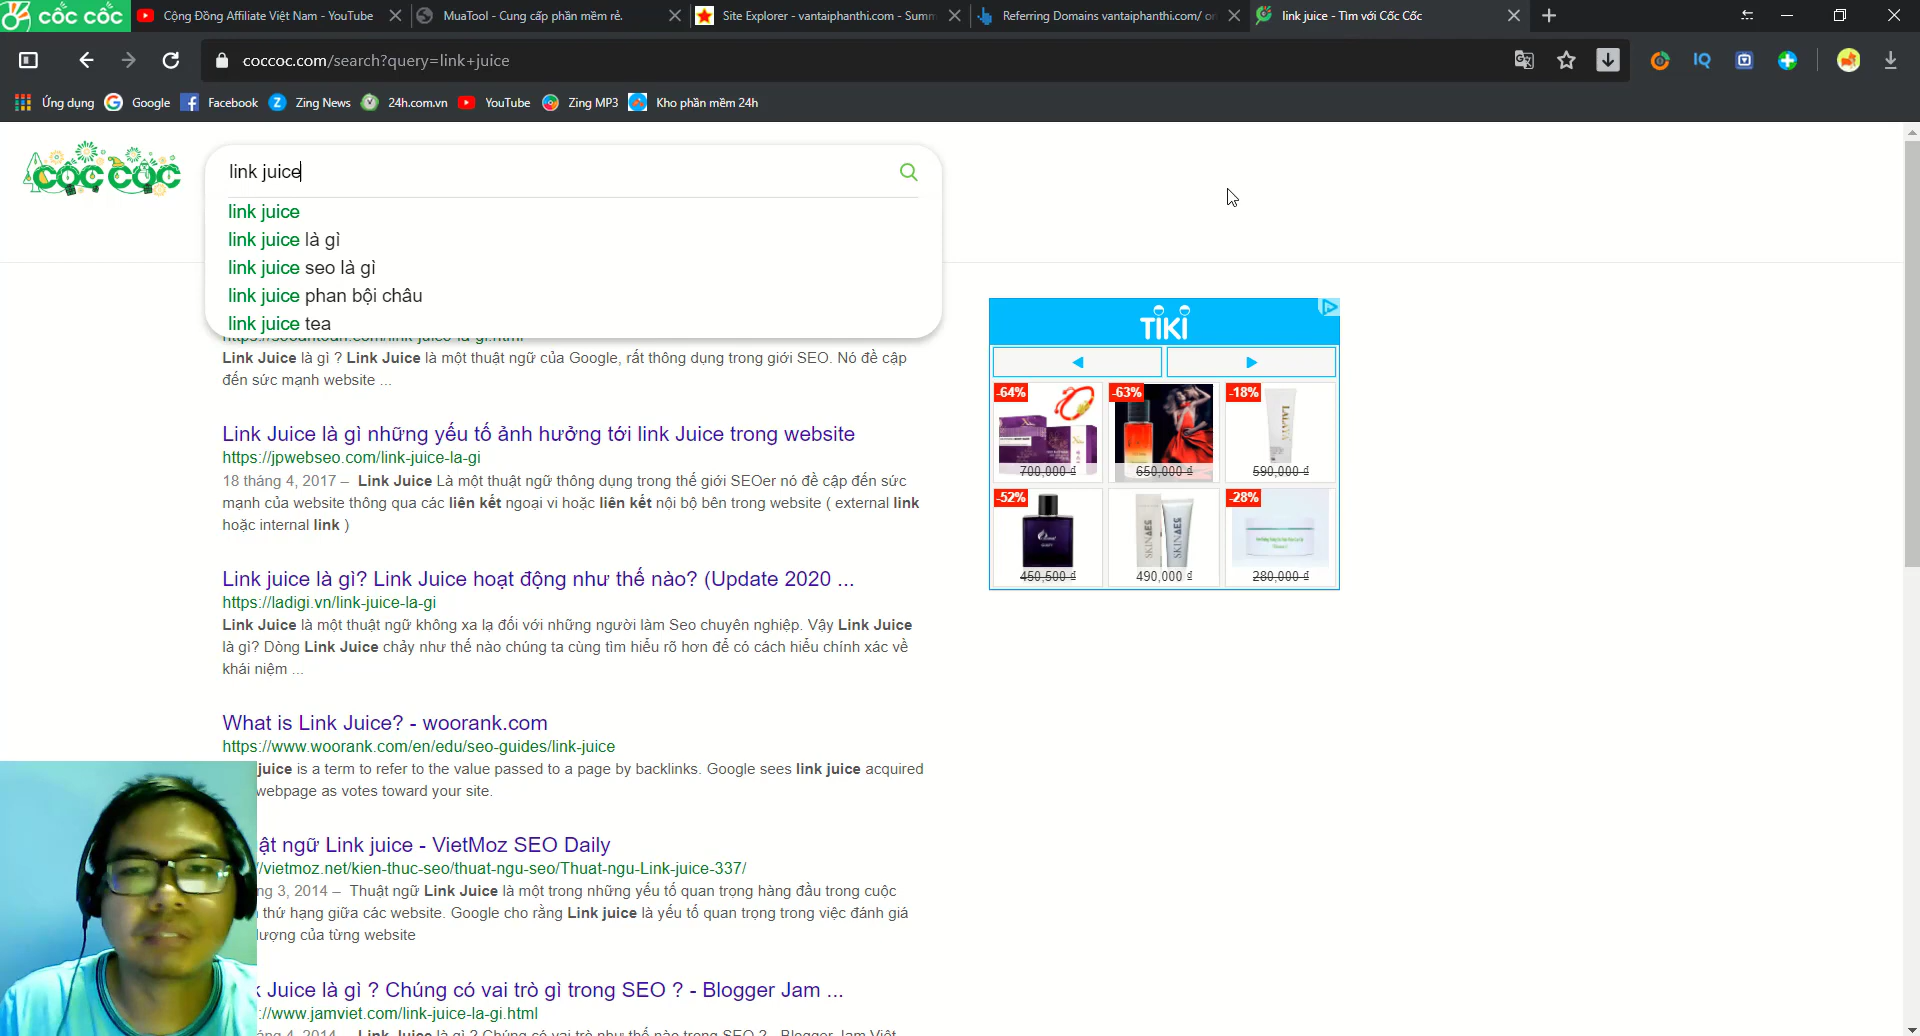 cốc cốc
Cộng Đồng Affiliate Việt Nam - YouTube
MuaTool - Cung cấp phần mềm rẻ.
Site Explorer - vantaiphanthi.com - Summ
Referring Domains vantaiphanthi.com/ on
link juice - Tìm với Cốc Cốc
coccoc.com/search?query=link+juice
IQ
Ứng dụng
Google
Facebook
Zing News
24h.com.vn
YouTube
Zing MP3
Kho phần mềm 24h
CỐC CỐC
link juice
link juice
link juice là gì
link juice seo là gì
link juice phan bội châu
link juice tea
Link Juice là gì ? Link Juice là một thuật ngữ của Google, rất thông dụng trong giới SEO. Nó đề cập
đến sức mạnh website ...
Link Juice là gì những yếu tố ảnh hưởng tới link Juice trong website
https://jpwebseo.com/link-juice-la-gi
18 tháng 4, 2017 – Link Juice Là một thuật ngữ thông dụng trong thế giới SEOer nó đề cập đến sức
mạnh của website thông qua các liên kết ngoại vi hoặc liên kết nội bộ bên trong website ( external link
hoặc internal link )
Link juice là gì? Link Juice hoạt động như thế nào? (Update 2020 ...
https://ladigi.vn/link-juice-la-gi
Link Juice là một thuật ngữ không xa lạ đối với những người làm Seo chuyên nghiệp. Vậy Link Juice
là gì? Dòng Link Juice chảy như thế nào chúng ta cùng tìm hiểu rõ hơn để có cách hiểu chính xác về
khái niệm ...
What is Link Juice? - woorank.com
https://www.woorank.com/en/edu/seo-guides/link-juice
juice is a term to refer to the value passed to a page by backlinks. Google sees link juice acquired
webpage as votes toward your site.
ật ngữ Link juice - VietMoz SEO Daily
/vietmoz.net/kien-thuc-seo/thuat-ngu-seo/Thuat-ngu-Link-juice-337/
ng 3, 2014 – Thuật ngữ Link Juice là một trong những yếu tố quan trọng hàng đầu trong cuộc
thứ hạng giữa các website. Google cho rằng Link juice là yếu tố quan trọng trong việc đánh giá
lượng của từng website
k Juice là gì ? Chúng có vai trò gì trong SEO ? - Blogger Jam ...
://www.jamviet.com/link-juice-la-gi.html
TIKI
-64%
-63%
-18%
700,000 ₫
650,000 ₫
590,000 ₫
-52%
-28%
SKINAES
SKINAES
450,500 ₫
490,000 ₫
280,000 ₫